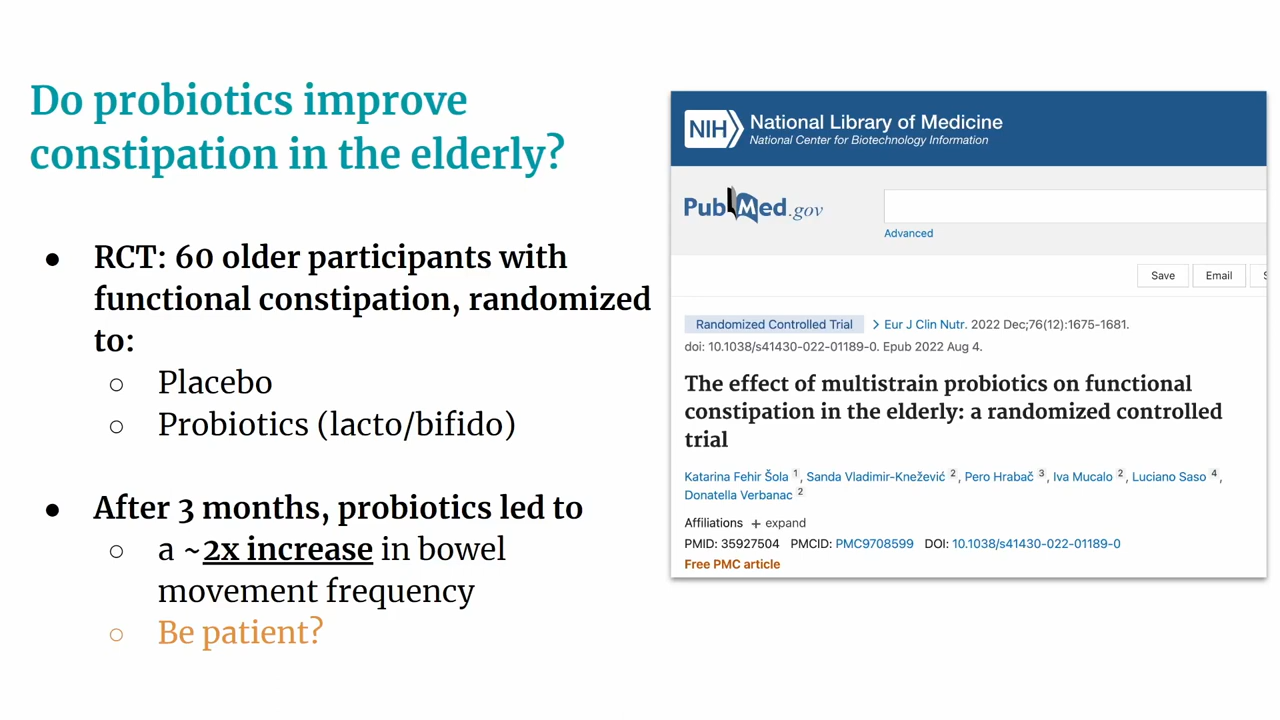 Do probiotics improve
constipation in the elderly?
● RCT: 60 older participants with
functional constipation, randomized
to:
○ Placebo
○ Probiotics (lacto/bifido)
● After 3 months, probiotics led to
○ a ~2x increase in bowel
movement frequency
○ Be patient?
NIH National Library of Medicine
National Center for Biotechnology Information
PubMed.gov
Advanced
Save Email
Randomized Controlled Trial > Eur J Clin Nutr. 2022 Dec;76(12):1675-1681.
doi: 10.1038/s41430-022-01189-0. Epub 2022 Aug 4.
The effect of multistrain probiotics on functional
constipation in the elderly: a randomized controlled
trial
Katarina Fehir Šola 1, Sanda Vladimir-Knežević 2, Pero Hrabač 3, Iva Mucalo 2, Luciano Saso 4,
Donatella Verbanac 2
Affiliations + expand
PMID: 35927504 PMCID: PMC9708599 DOI: 10.1038/s41430-022-01189-0
Free PMC article